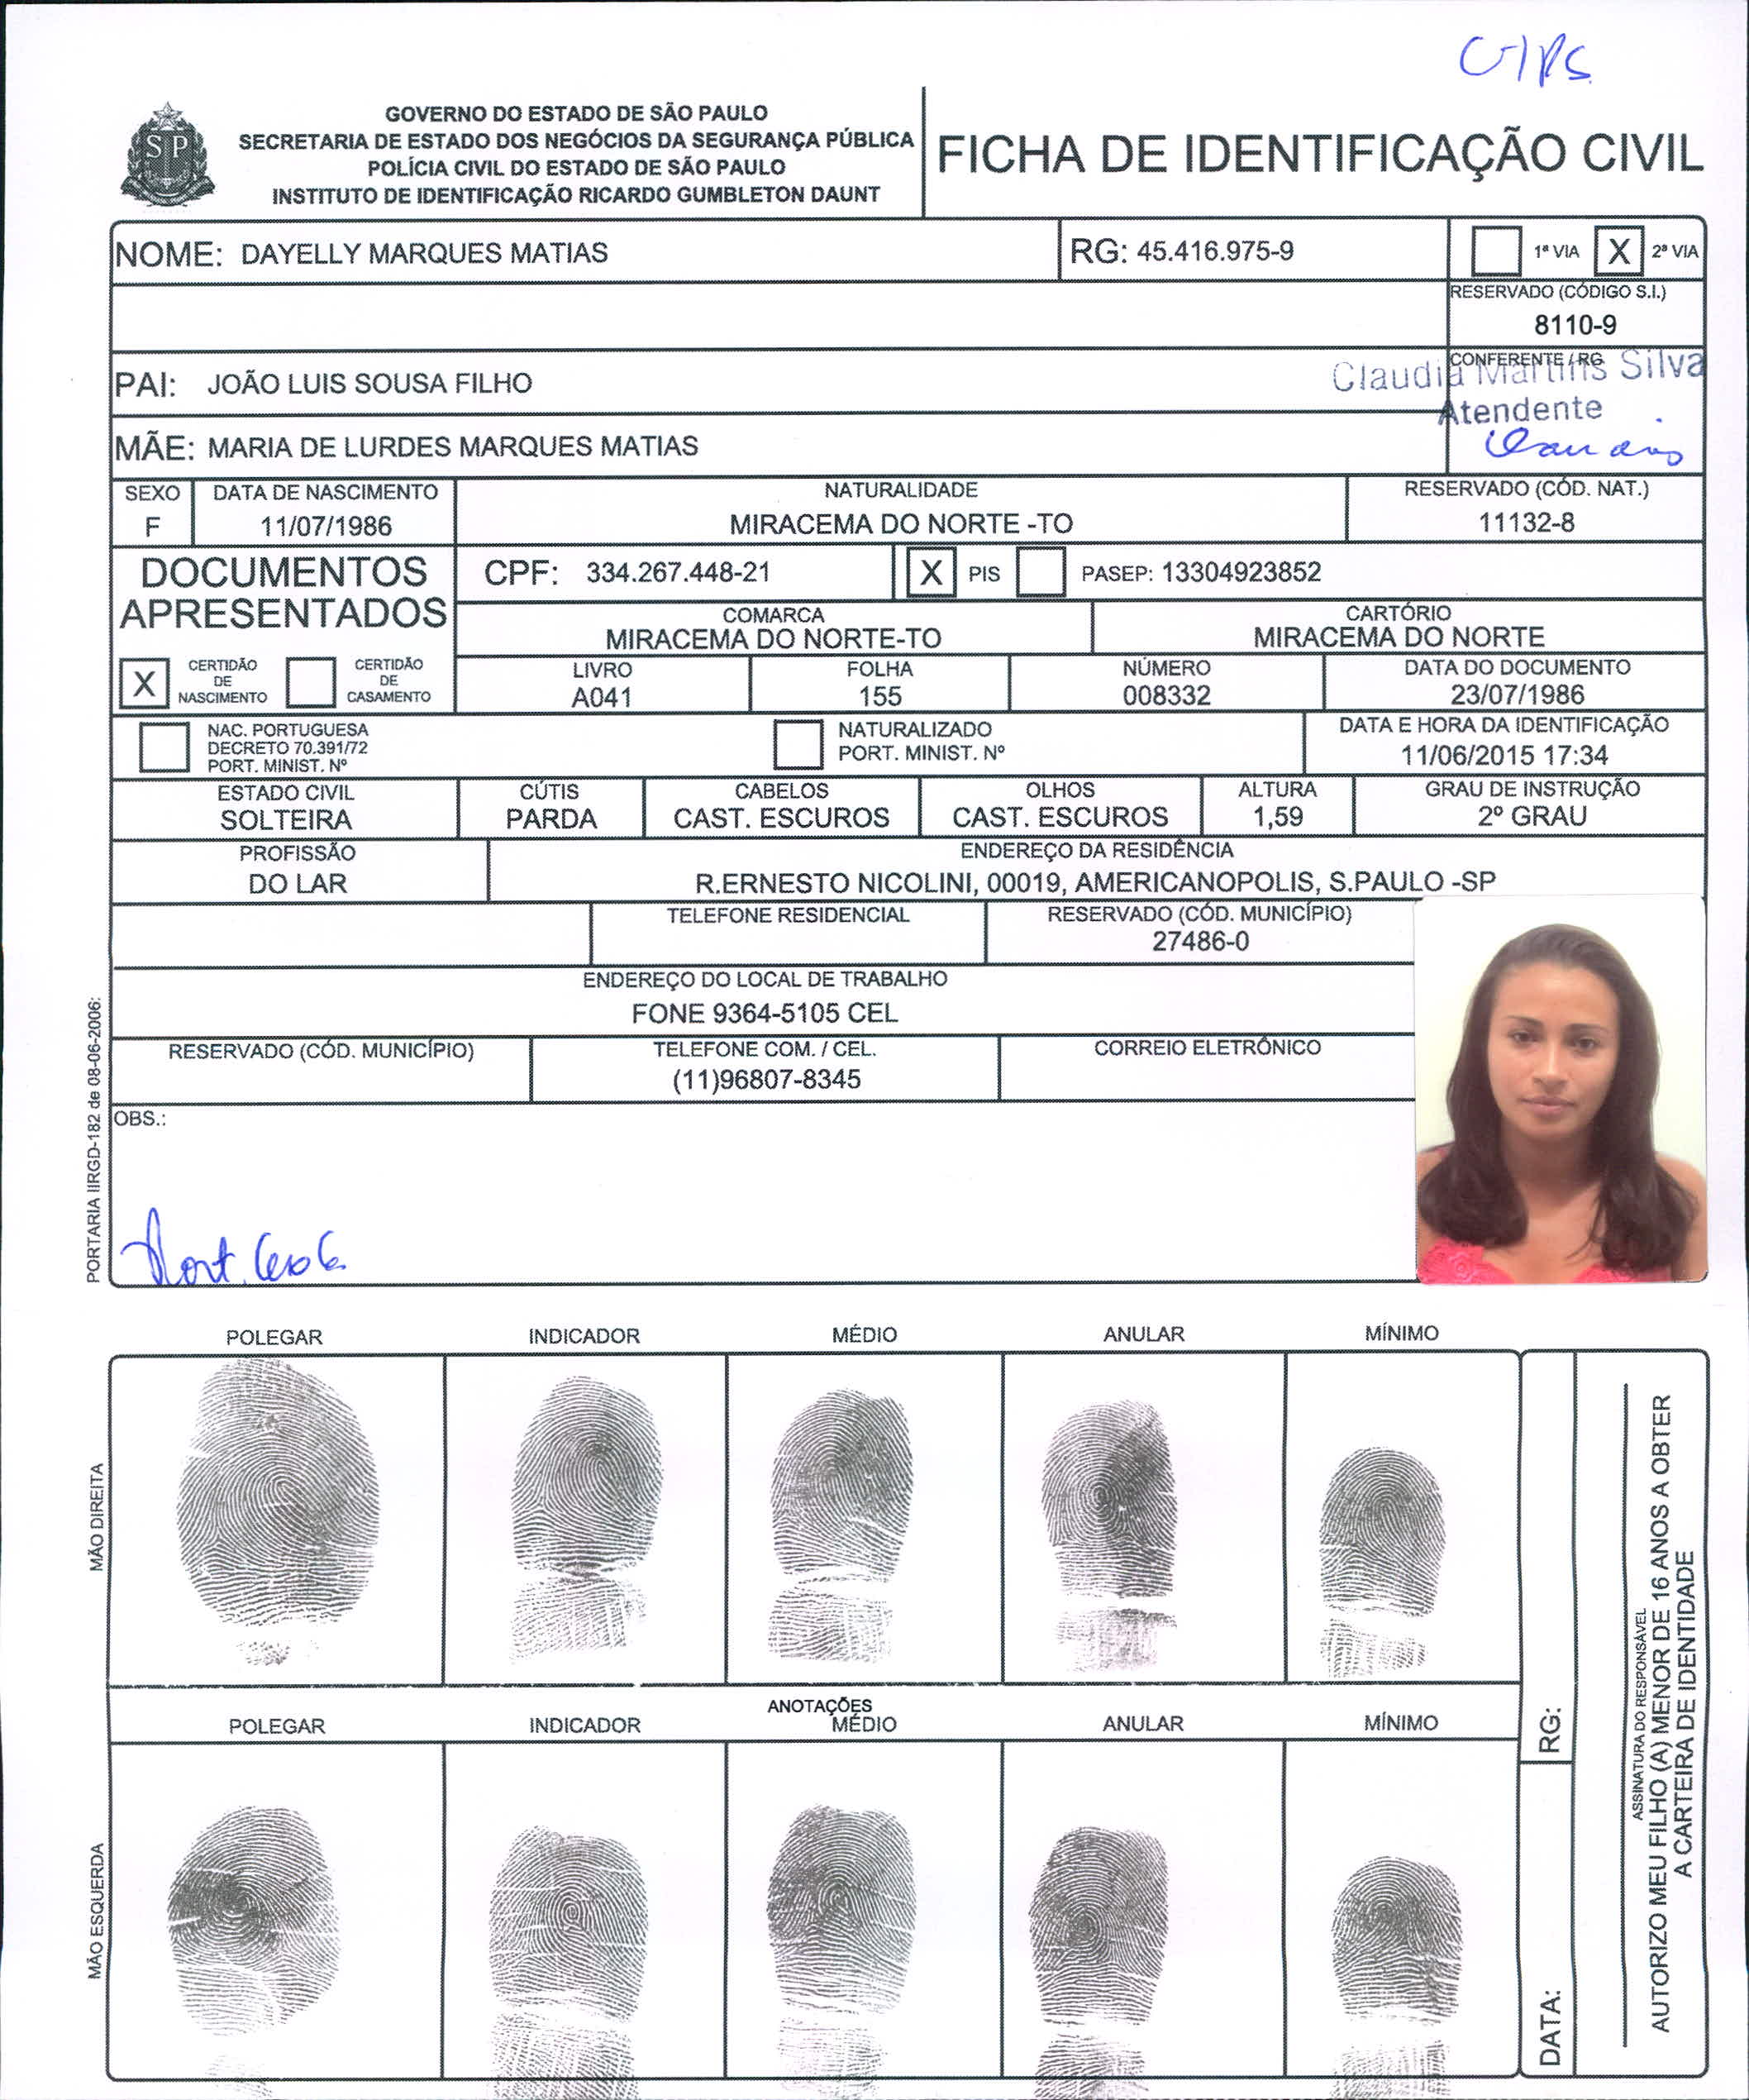 GOVERNO DO ESTADO DE SÃO PAULO
SECRETARIA DE ESTADO DOS NEGÓCIOS DA SEGURANÇA PÚBLICA
POLÍCIA CIVIL DO ESTADO DE SÃO PAULO
INSTITUTO DE IDENTIFICAÇÃO RICARDO GUMBLETON DAUNT
SP
FICHA DE IDENTIFICAÇÃO CIVIL
NOME: DAYELLY MARQUES MATIAS
RG: 45.416.975-9
1ª VIA X 2ª VIA
RESERVADO (CÓDIGO S.I.)
8110-9
PAI: JOÃO LUIS SOUSA FILHO
CONFERENTE / RG
Claudia Martins Silva
Atendente
MÃE: MARIA DE LURDES MARQUES MATIAS
SEXO DATA DE NASCIMENTO NATURALIDADE RESERVADO (CÓD. NAT.)
F 11/07/1986 MIRACEMA DO NORTE -TO 11132-8
DOCUMENTOS
APRESENTADOS
CPF: 334.267.448-21 X PIS PASEP: 13304923852
COMARCA CARTÓRIO
MIRACEMA DO NORTE-TO MIRACEMA DO NORTE
X CERTIDÃO
DE
NASCIMENTO
CERTIDÃO
DE
CASAMENTO
LIVRO FOLHA NÚMERO DATA DO DOCUMENTO
A041 155 008332 23/07/1986
NAC. PORTUGUESA
DECRETO 70.391/72
PORT. MINIST. Nº
NATURALIZADO
PORT. MINIST. Nº
DATA E HORA DA IDENTIFICAÇÃO
11/06/2015 17:34
ESTADO CIVIL CÚTIS CABELOS OLHOS ALTURA GRAU DE INSTRUÇÃO
SOLTEIRA PARDA CAST. ESCUROS CAST. ESCUROS 1,59 2º GRAU
PROFISSÃO ENDEREÇO DA RESIDÊNCIA
DO LAR R.ERNESTO NICOLINI, 00019, AMERICANOPOLIS, S.PAULO -SP
TELEFONE RESIDENCIAL RESERVADO (CÓD. MUNICÍPIO)
27486-0
ENDEREÇO DO LOCAL DE TRABALHO
FONE 9364-5105 CEL
RESERVADO (CÓD. MUNICÍPIO) TELEFONE COM. / CEL. CORREIO ELETRÔNICO
(11)96807-8345
OBS.:
PORTARIA IIRGD-182 de 08-06-2006:
POLEGAR INDICADOR MÉDIO ANULAR MÍNIMO
MÃO DIREITA
ANOTAÇÕES
POLEGAR INDICADOR MÉDIO ANULAR MÍNIMO
MÃO ESQUERDA
RG:
DATA:
ASSINATURA DO RESPONSÁVEL
AUTORIZO MEU FILHO (A) MENOR DE 16 ANOS A OBTER
A CARTEIRA DE IDENTIDADE